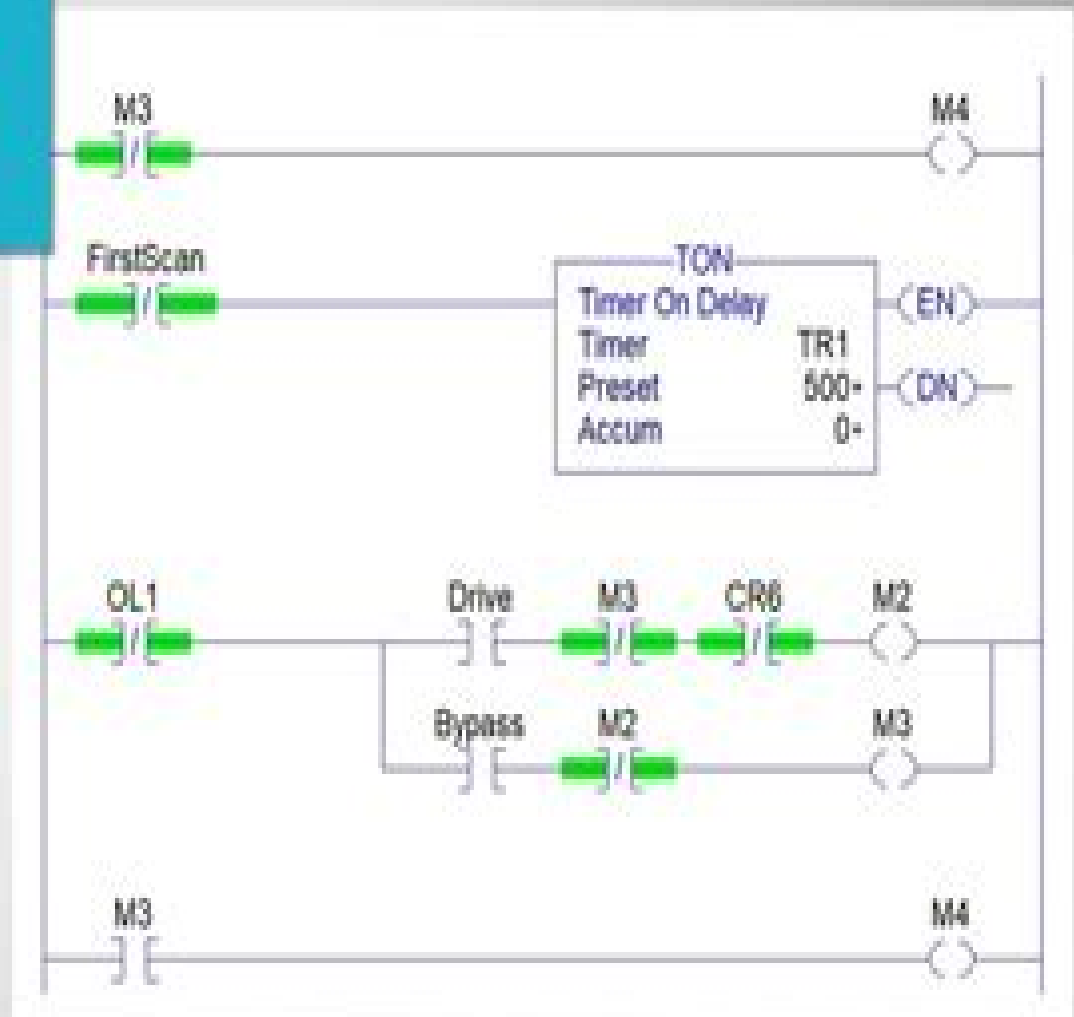 M3 M4
FirstScan
TON
Timer On Delay
EN
Timer TR1
Preset 500
DN
Accum 0
OL1 Drive M3 CR6 M2
Bypass M2 M3
M3 M4